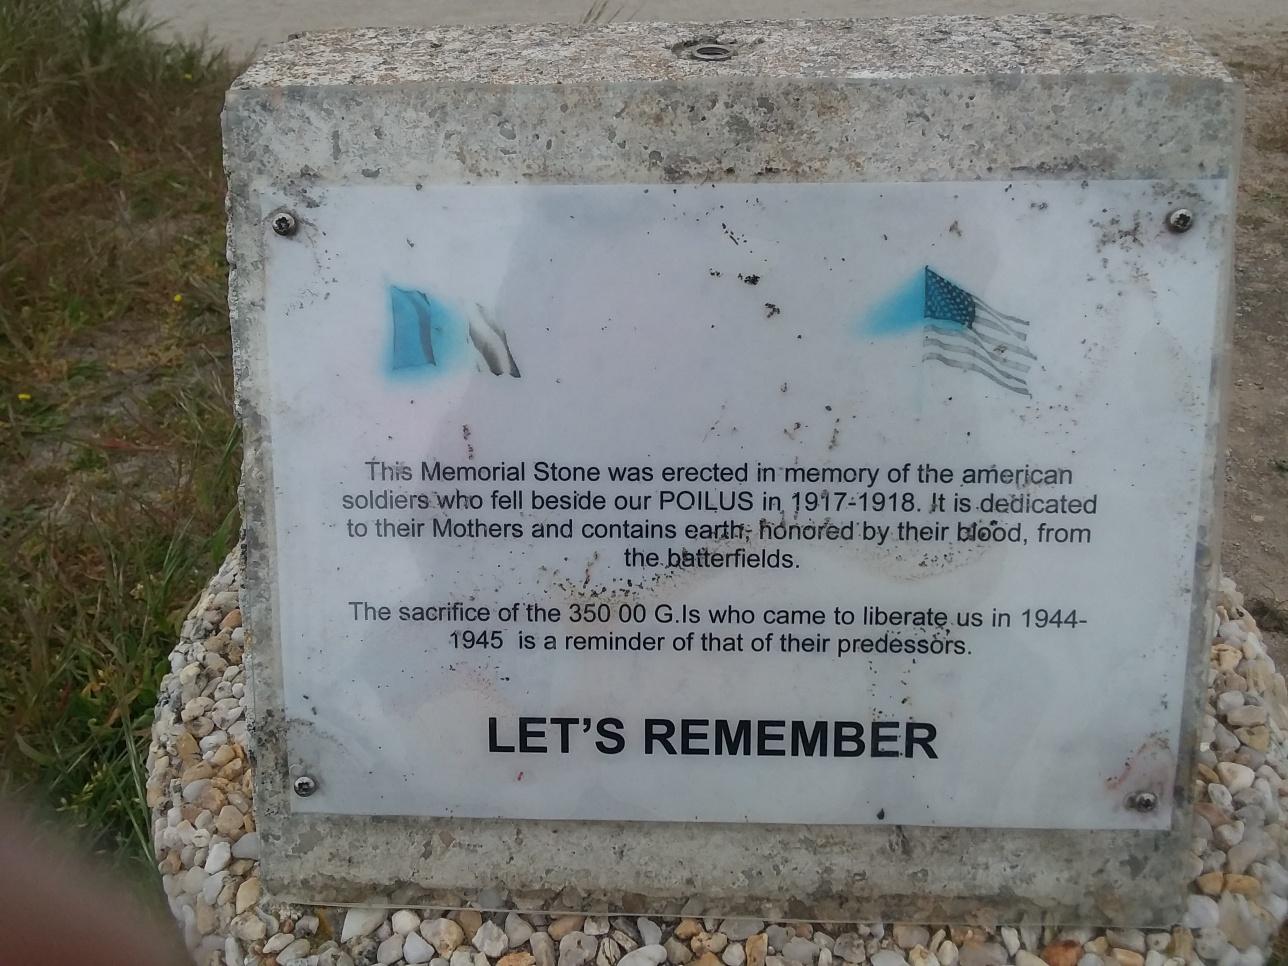 This Memorial Stone was erected in memory of the american
soldiers who fell beside our POILUS in 1917-1918. It is dedicated
to their Mothers and contains earth, honored by their blood, from
the batterfields.
The sacrifice of the 350 00 G.Is who came to liberate us in 1944-
1945 is a reminder of that of their predessors.
LET'S REMEMBER